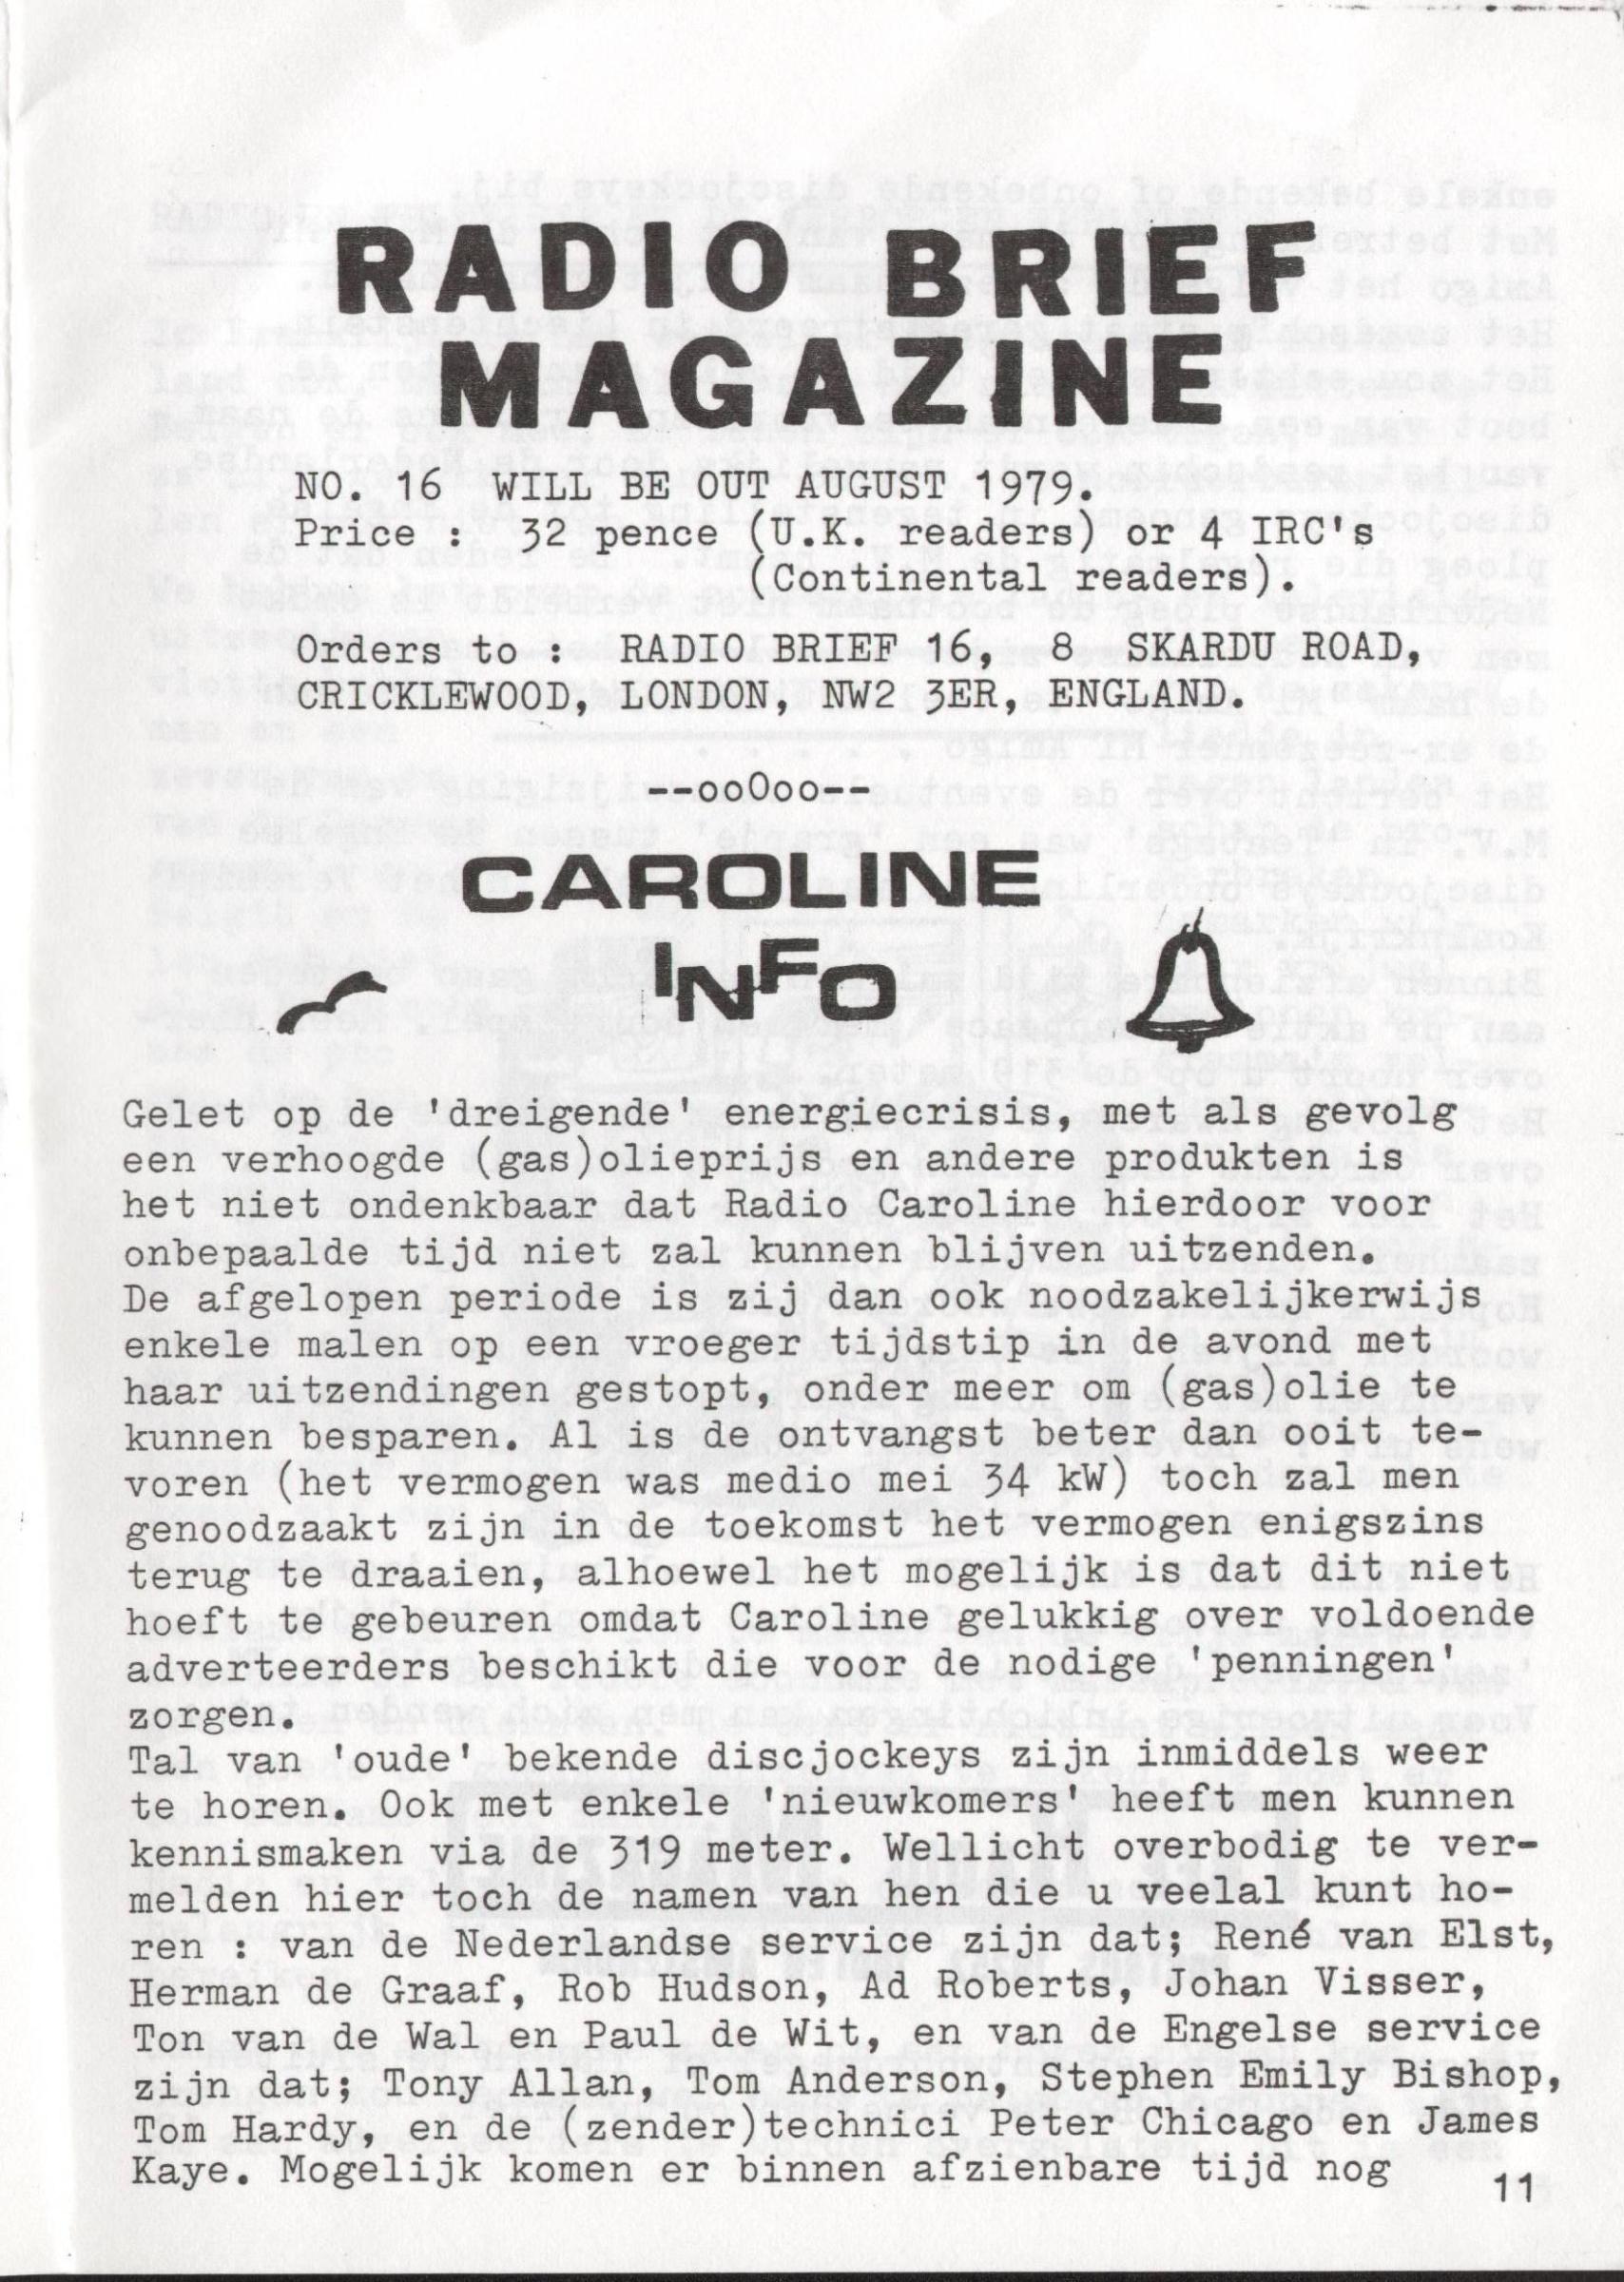 RADIO BRIEF
MAGAZINE
NO. 16 WILL BE OUT AUGUST 1979.
Price : 32 pence (U.K. readers) or 4 IRC's
(Continental readers).
Orders to : RADIO BRIEF 16, 8 SKARDU ROAD,
CRICKLEWOOD, LONDON, NW2 3ER, ENGLAND.
--ooOoo--
CAROLINE
INFO
Gelet op de 'dreigende' energiecrisis, met als gevolg
een verhoogde (gas)olieprijs en andere produkten is
het niet ondenkbaar dat Radio Caroline hierdoor voor
onbepaalde tijd niet zal kunnen blijven uitzenden.
De afgelopen periode is zij dan ook noodzakelijkerwijs
enkele malen op een vroeger tijdstip in de avond met
haar uitzendingen gestopt, onder meer om (gas)olie te
kunnen besparen. Al is de ontvangst beter dan ooit te-
voren (het vermogen was medio mei 34 kW) toch zal men
genoodzaakt zijn in de toekomst het vermogen enigszins
terug te draaien, alhoewel het mogelijk is dat dit niet
hoeft te gebeuren omdat Caroline gelukkig over voldoende
adverteerders beschikt die voor de nodige 'penningen'
zorgen.
Tal van 'oude' bekende discjockeys zijn inmiddels weer
te horen. Ook met enkele 'nieuwkomers' heeft men kunnen
kennismaken via de 319 meter. Wellicht overbodig te ver-
melden hier toch de namen van hen die u veelal kunt ho-
ren : van de Nederlandse service zijn dat; René van Elst,
Herman de Graaf, Rob Hudson, Ad Roberts, Johan Visser,
Ton van de Wal en Paul de Wit, en van de Engelse service
zijn dat; Tony Allan, Tom Anderson, Stephen Emily Bishop,
Tom Hardy, en de (zender)technici Peter Chicago en James
Kaye. Mogelijk komen er binnen afzienbare tijd nog
11